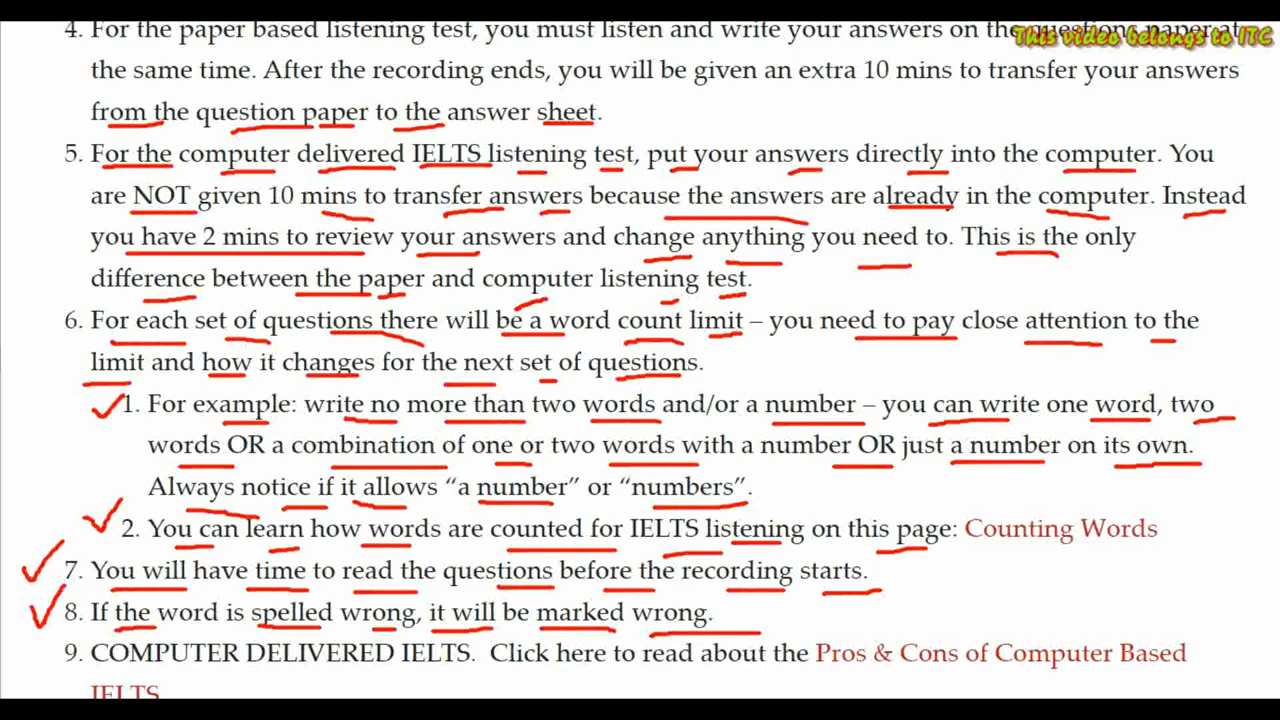 4. For the paper based listening test, you must listen and write your answers on the questions paper at
This video belongs to ITC
the same time. After the recording ends, you will be given an extra 10 mins to transfer your answers
from the question paper to the answer sheet.
5. For the computer delivered IELTS listening test, put your answers directly into the computer. You
are NOT given 10 mins to transfer answers because the answers are already in the computer. Instead
you have 2 mins to review your answers and change anything you need to. This is the only
difference between the paper and computer listening test.
6. For each set of questions there will be a word count limit – you need to pay close attention to the
limit and how it changes for the next set of questions.
1. For example: write no more than two words and/or a number – you can write one word, two
words OR a combination of one or two words with a number OR just a number on its own.
Always notice if it allows “a number” or “numbers”.
2. You can learn how words are counted for IELTS listening on this page: Counting Words
7. You will have time to read the questions before the recording starts.
8. If the word is spelled wrong, it will be marked wrong.
9. COMPUTER DELIVERED IELTS. Click here to read about the Pros & Cons of Computer Based
IELTS